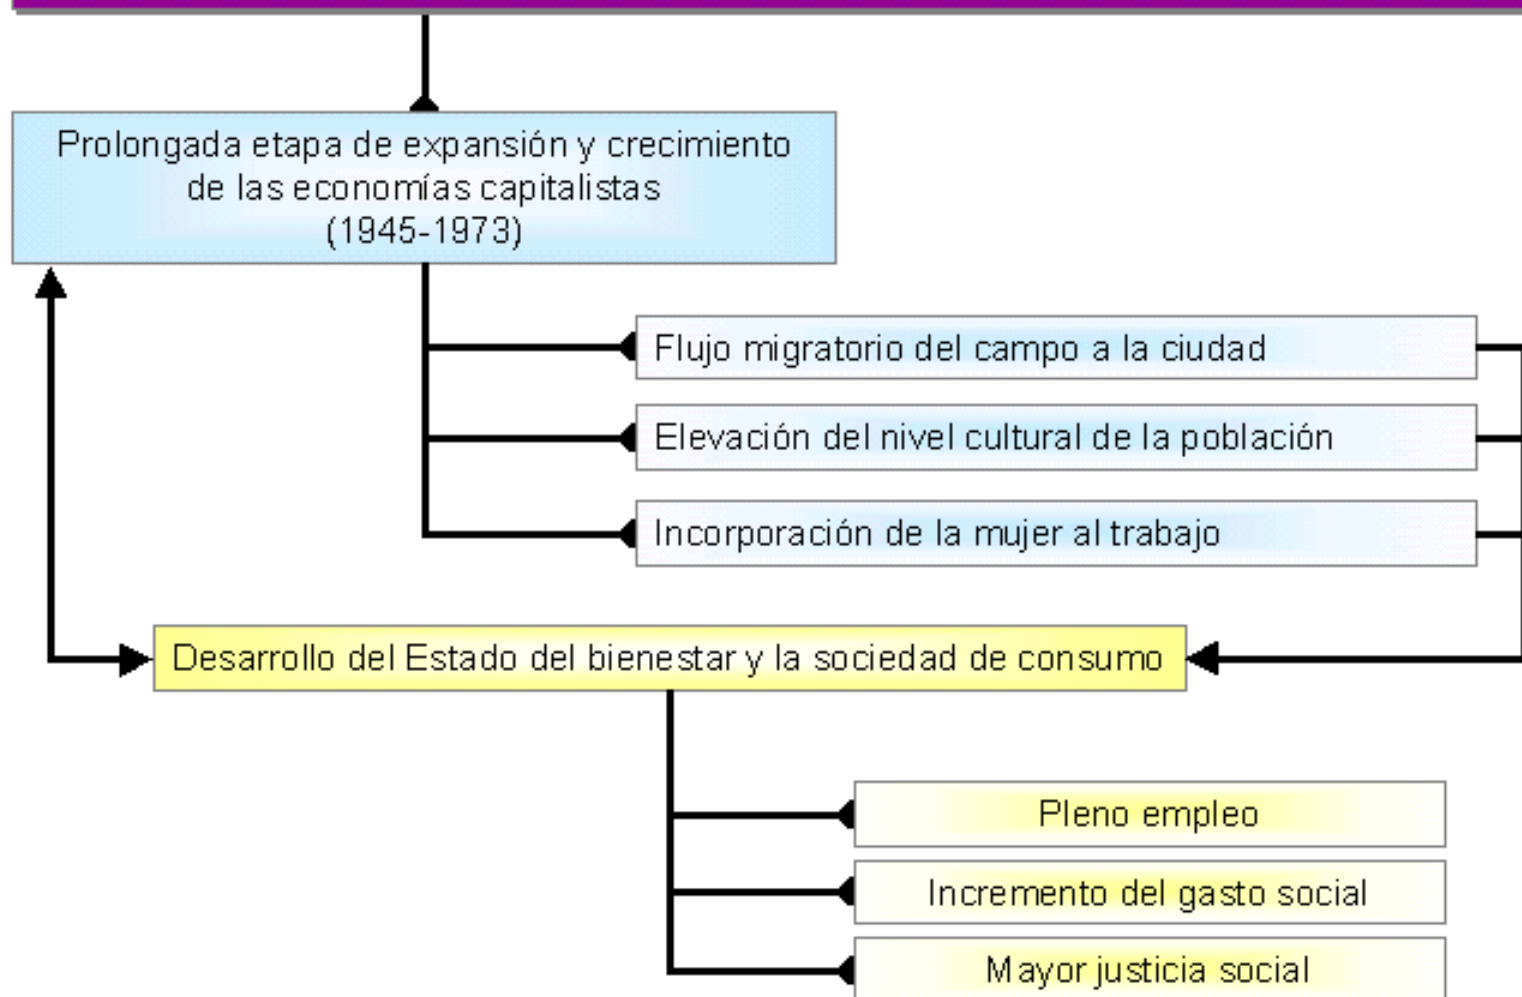 Prolongada etapa de expansión y crecimiento
de las economías capitalistas
(1945-1973)
Flujo migratorio del campo a la ciudad
Elevación del nivel cultural de la población
Incorporación de la mujer al trabajo
Desarrollo del Estado del bienestar y la sociedad de consumo
Pleno empleo
Incremento del gasto social
Mayor justicia social